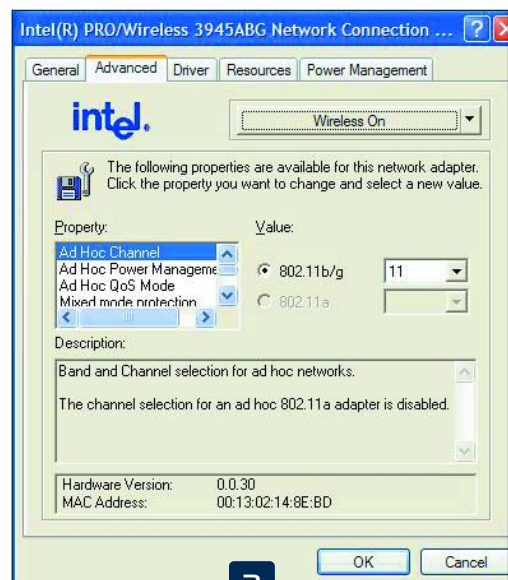 Intel(R) PRO/Wireless 3945ABG Network Connection ...
General Advanced Driver Resources Power Management
intel.
Wireless On
The following properties are available for this network adapter.
Click the property you want to change and select a new value.
Property:
Value:
Ad Hoc Channel
Ad Hoc Power Manageme
Ad Hoc QoS Mode
Mixed mode protection
802.11b/g
11
802.11a
Description:
Band and Channel selection for ad hoc networks.
The channel selection for an ad hoc 802.11a adapter is disabled.
Hardware Version: 0.0.30
MAC Address: 00:13:02:14:8E:BD
OK Cancel